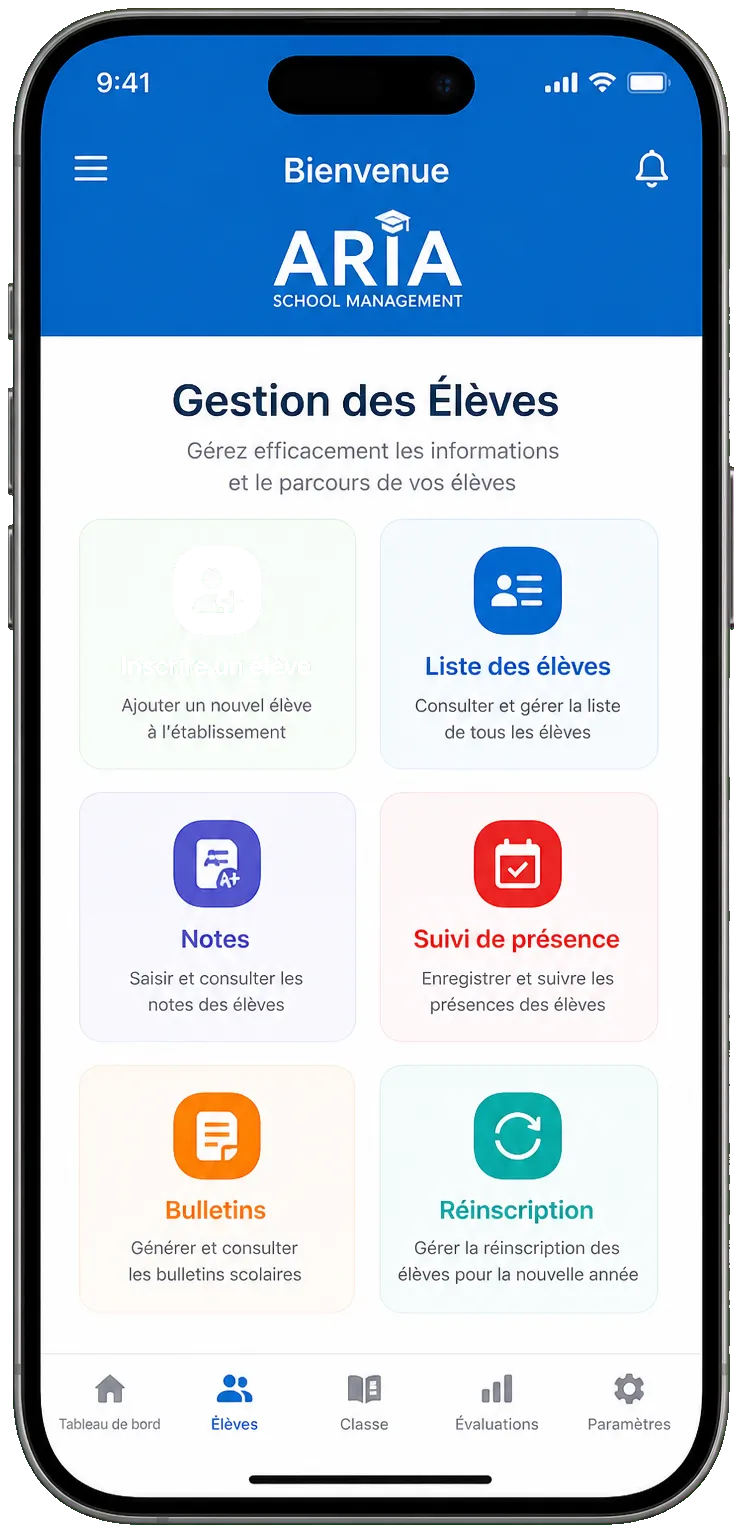 9:41
Bienvenue
ARIA
SCHOOL MANAGEMENT
Gestion des Élèves
Gérez efficacement les informations
et le parcours de vos élèves
Inscrire un élève
Ajouter un nouvel élève
à l'établissement
Liste des élèves
Consulter et gérer la liste
de tous les élèves
A+
Notes
Saisir et consulter les
notes des élèves
Suivi de présence
Enregistrer et suivre les
présences des élèves
Bulletins
Générer et consulter
les bulletins scolaires
Réinscription
Gérer la réinscription des
élèves pour la nouvelle année
Tableau de bord
Élèves
Classe
Évaluations
Paramètres